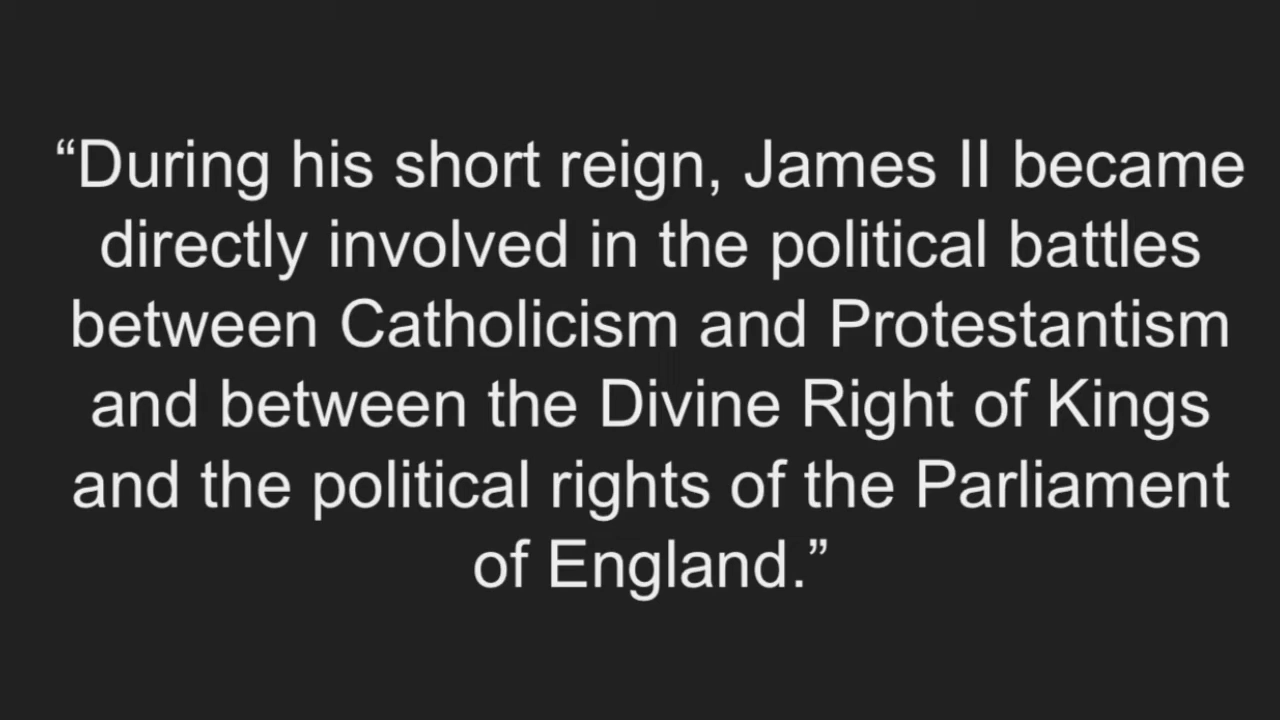 “During his short reign, James II became
directly involved in the political battles
between Catholicism and Protestantism
and between the Divine Right of Kings
and the political rights of the Parliament
of England.”